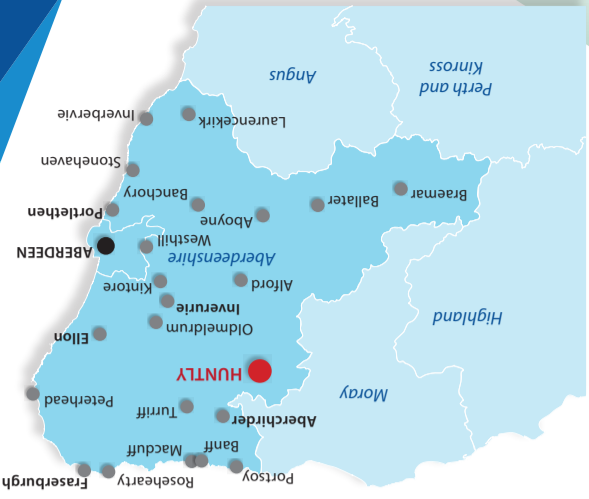 Portsoy
Rosehearty
Fraserburgh
Banff
Macduff
Aberchirder
Turriff
Peterhead
Moray
HUNTLY
Ellon
Oldmeldrum
Highland
Inverurie
Alford
Kintore
Aberdeenshire
Westhill
ABERDEEN
Aboyne
Portlethen
Braemar
Ballater
Banchory
Stonehaven
Laurencekirk
Inverbervie
Perth and
Kinross
Angus